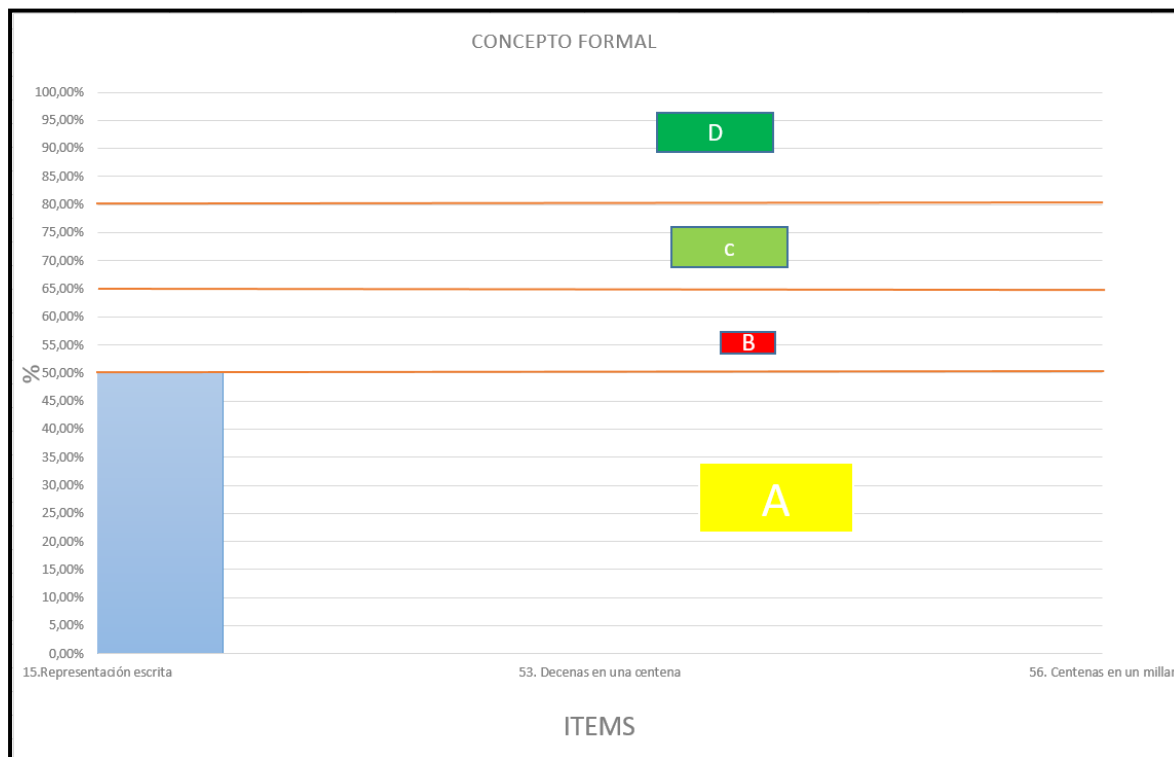 CONCEPTO FORMAL
100,00%
95,00%
90,00%
85,00%
80,00%
75,00%
70,00%
65,00%
60,00%
55,00%
50,00%
45,00%
40,00%
35,00%
30,00%
25,00%
20,00%
15,00%
10,00%
5,00%
0,00%
%
D
c
B
A
15.Representación escrita
53. Decenas en una centena
56. Centenas en un millar
ITEMS